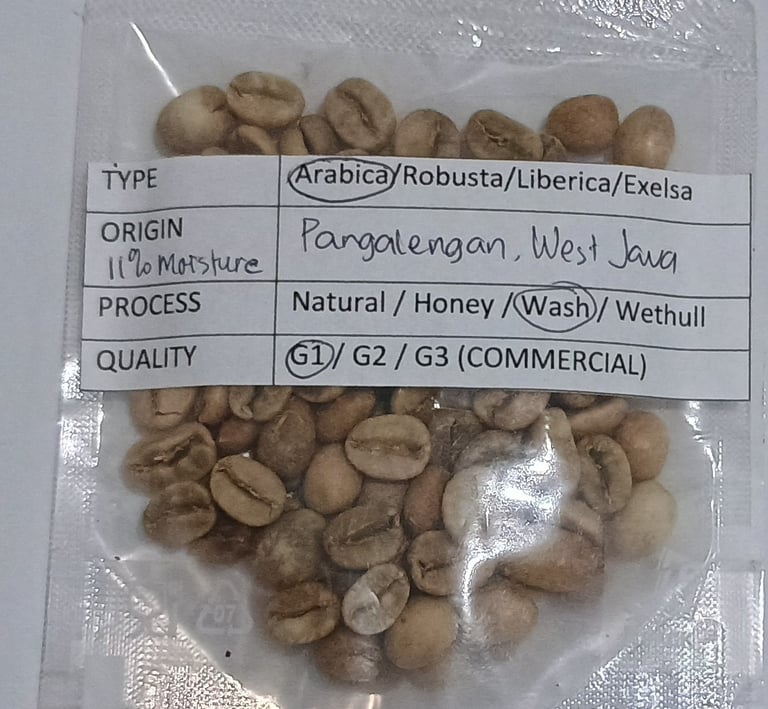 TYPE Arabica/Robusta/Liberica/Exelsa
ORIGIN Pangalengan, West Java
11% Moisture
PROCESS Natural / Honey / Wash / Wethull
QUALITY G1 / G2 / G3 (COMMERCIAL)
07